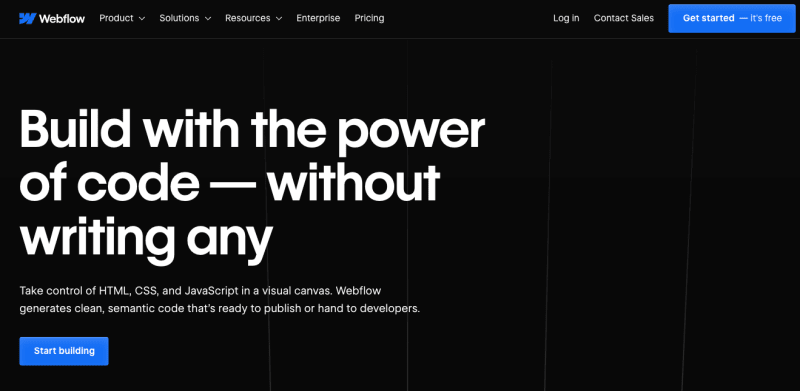 Webflow Product Solutions Resources Enterprise Pricing Log in Contact Sales Get started — it's free
Build with the power
of code — without
writing any
Take control of HTML, CSS, and JavaScript in a visual canvas. Webflow
generates clean, semantic code that's ready to publish or hand to developers.
Start building